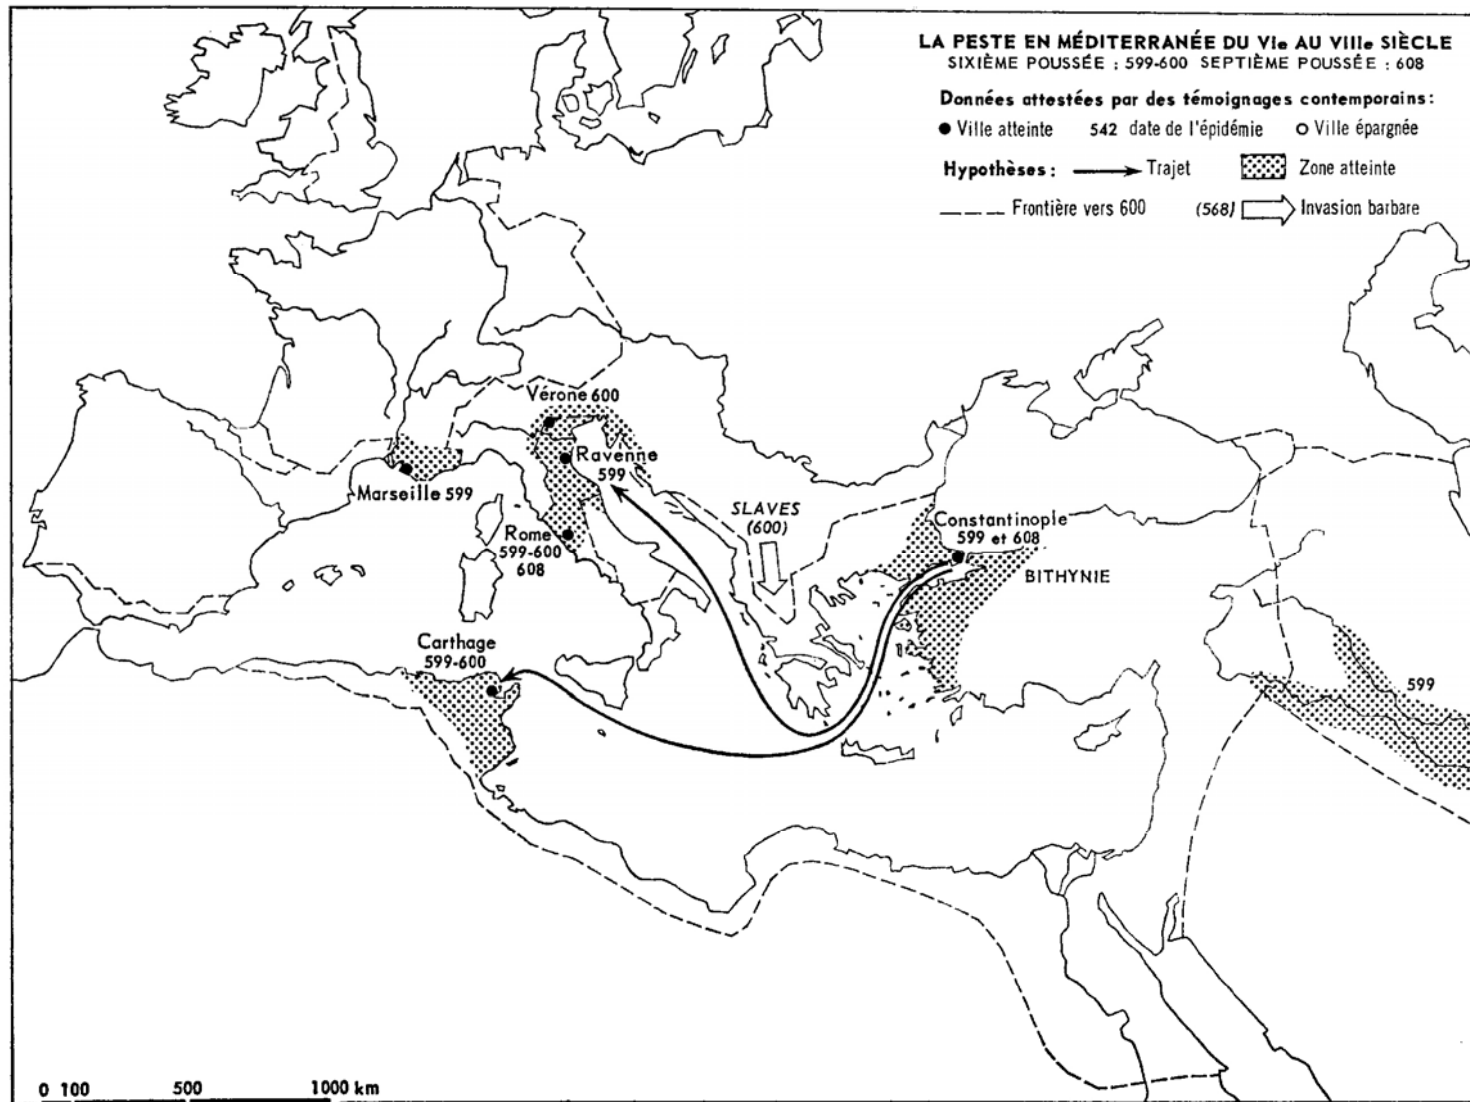 LA PESTE EN MÉDITERRANÉE DU VIe AU VIIIe SIÈCLE
SIXIÈME POUSSÉE : 599-600 SEPTIÈME POUSSÉE : 608
Données attestées par des témoignages contemporains:
Ville atteinte 542 date de l'épidémie Ville épargnée
Hypothèses: Trajet Zone atteinte
Frontière vers 600 (568) Invasion barbare
Vérone 600
Ravenne
599
Marseille 599
Rome
599-600
608
SLAVES
(600)
Constantinople
599 et 608
BITHYNIE
Carthage
599-600
599
0 100 500 1000 km